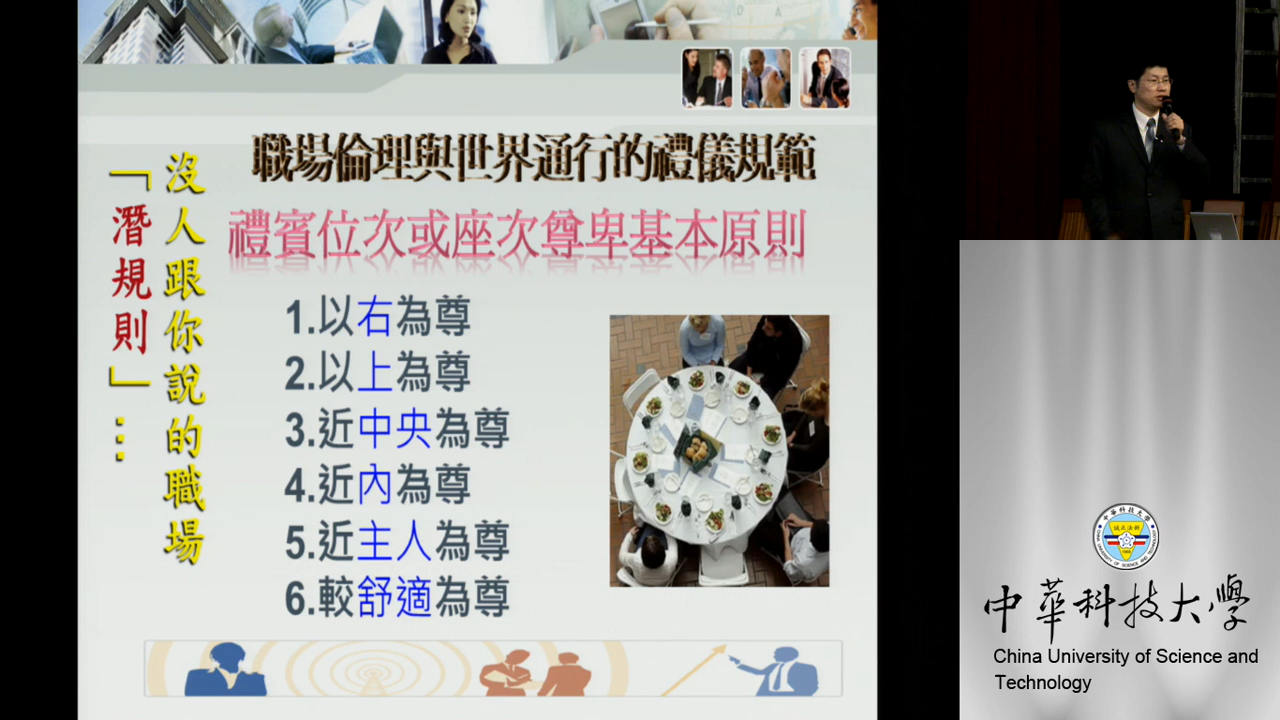 職場倫理與世界通行的禮儀規範
禮賓位次或座次尊卑基本原則
沒人跟你說的職場
「潛規則」…
1.以右為尊
2.以上為尊
3.近中央為尊
4.近內為尊
5.近主人為尊
6.較舒適為尊
中華科技大學
China University of Science and
Technology